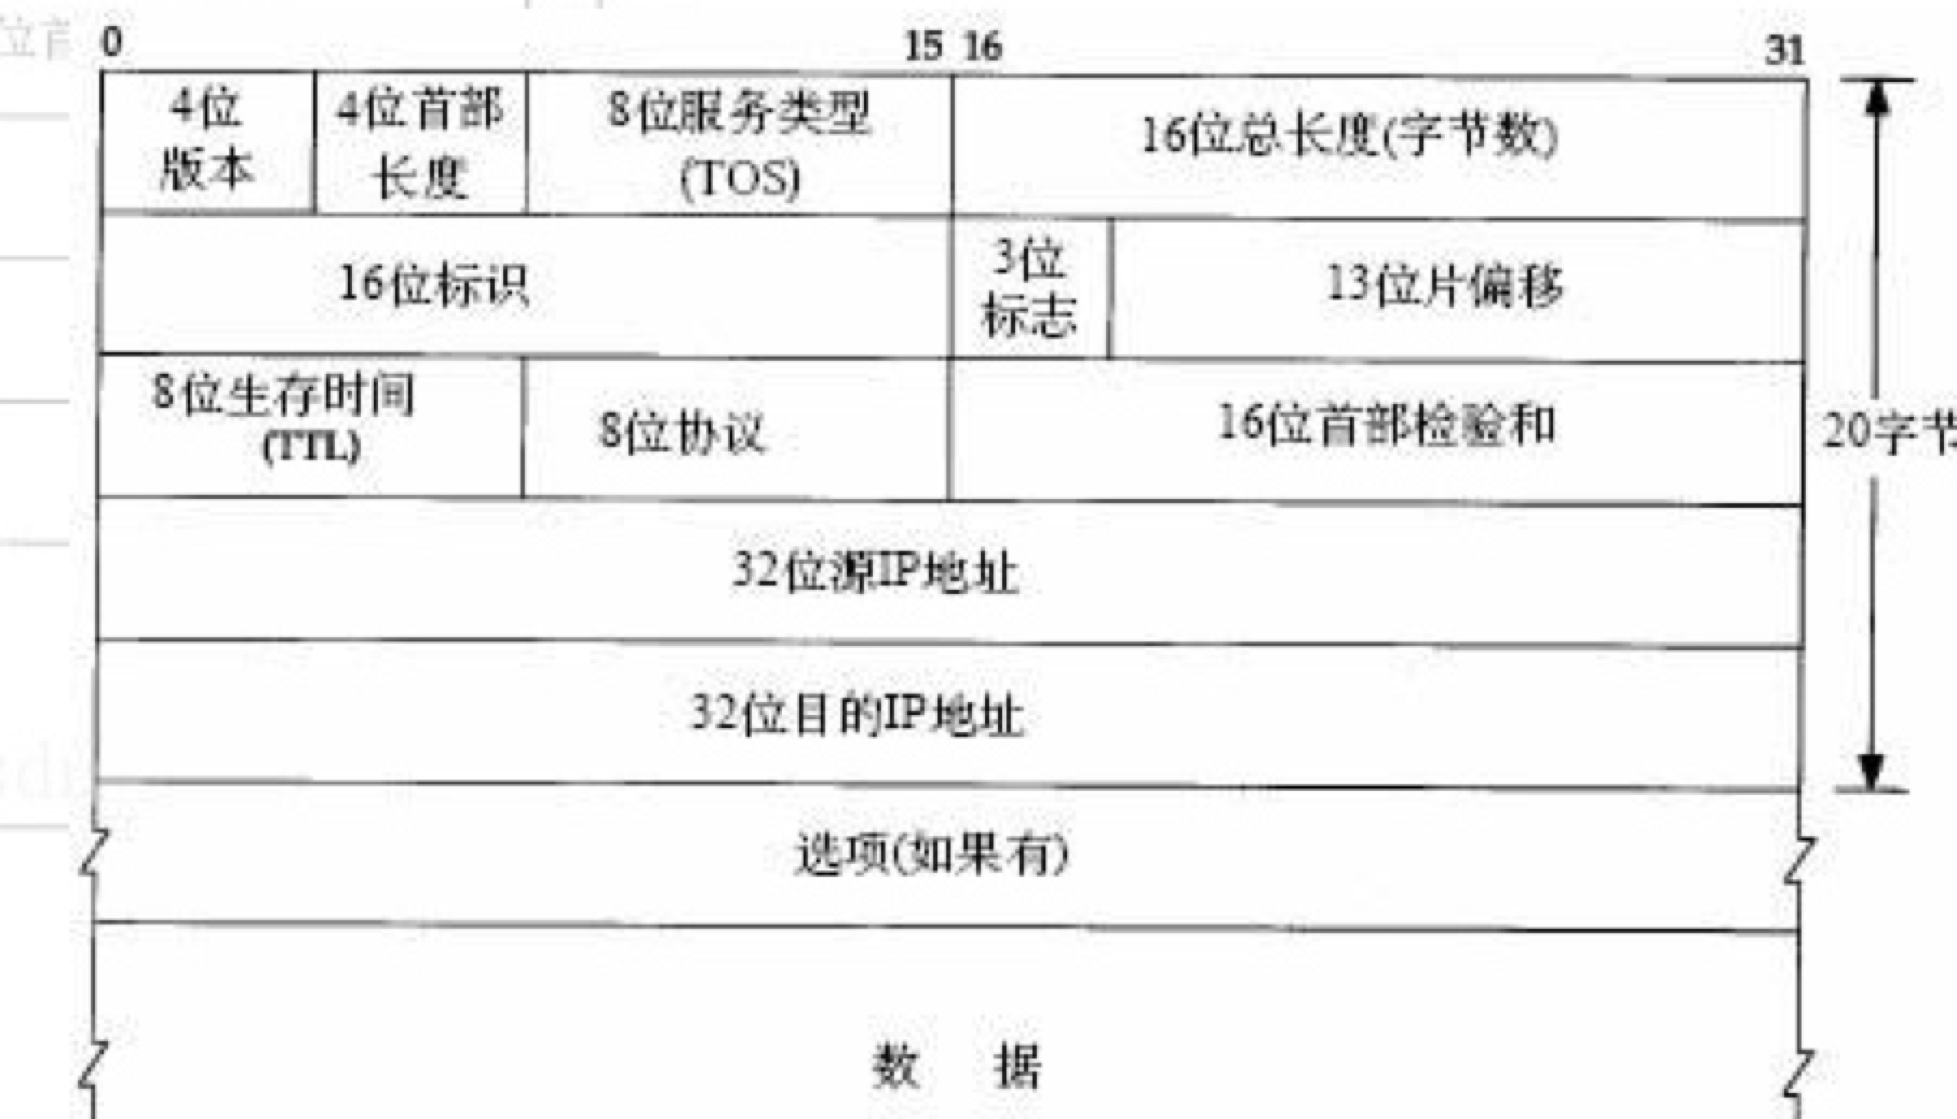 0
15 16
31
4位
版本
4位首部
长度
8位服务类型
(TOS)
16位总长度(字节数)
16位标识
3位
标志
13位片偏移
8位生存时间
(TTL)
8位协议
16位首部检验和
20字节
32位源IP地址
32位目的IP地址
选项(如果有)
数 据